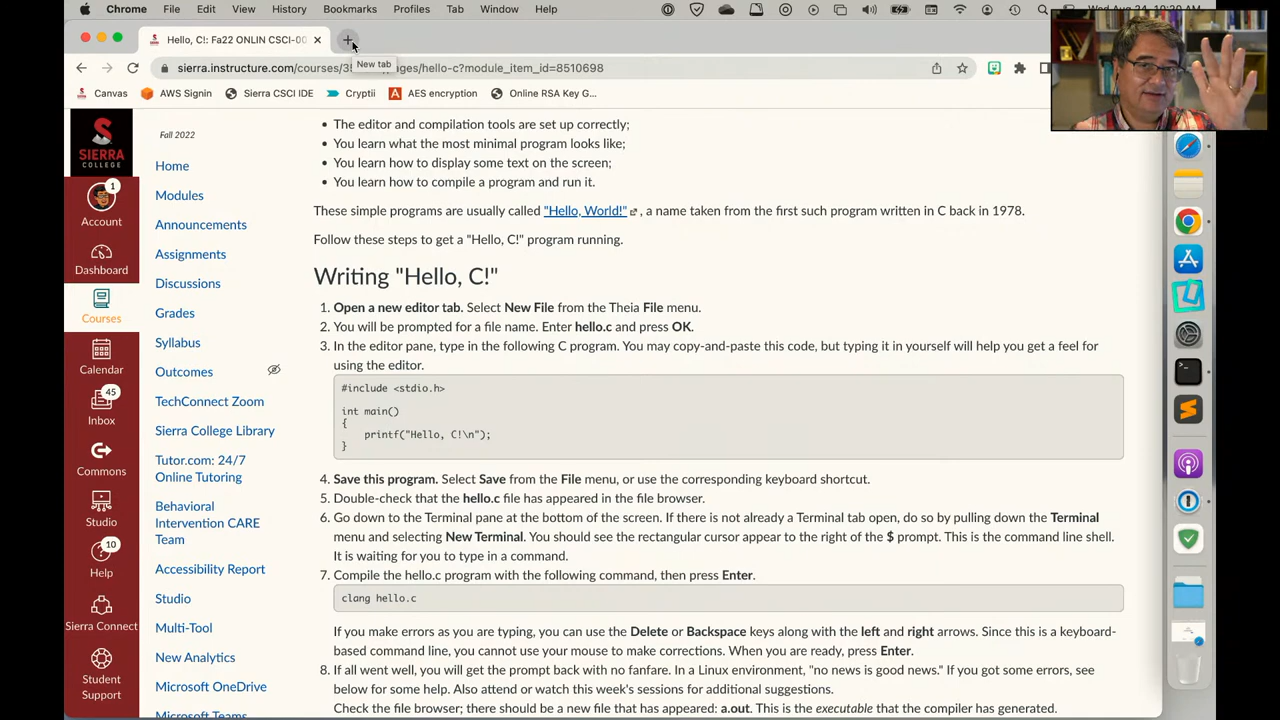 Chrome File Edit View History Bookmarks Profiles Tab Window Help
Hello, C!: Fa22 ONLIN CSCI-00
New tab
sierra.instructure.com/courses/3 ages/hello-c?module_item_id=8510698
Canvas AWS Signin Sierra CSCI IDE Cryptii AES encryption Online RSA Key G...
SIERRA
COLLEGE
1
Account
Dashboard
Courses
Calendar
45
Inbox
Commons
Studio
10
Help
Sierra Connect
Student
Support
Fall 2022
Home
Modules
Announcements
Assignments
Discussions
Grades
Syllabus
Outcomes
TechConnect Zoom
Sierra College Library
Tutor.com: 24/7
Online Tutoring
Behavioral
Intervention CARE
Team
Accessibility Report
Studio
Multi-Tool
New Analytics
Microsoft OneDrive
Microsoft Teams
• The editor and compilation tools are set up correctly;
• You learn what the most minimal program looks like;
• You learn how to display some text on the screen;
• You learn how to compile a program and run it.
These simple programs are usually called "Hello, World!" , a name taken from the first such program written in C back in 1978.
Follow these steps to get a "Hello, C!" program running.
Writing "Hello, C!"
1. Open a new editor tab. Select New File from the Theia File menu.
2. You will be prompted for a file name. Enter hello.c and press OK.
3. In the editor pane, type in the following C program. You may copy-and-paste this code, but typing it in yourself will help you get a feel for
using the editor.
#include <stdio.h>
int main()
{
printf("Hello, C!\n");
}
4. Save this program. Select Save from the File menu, or use the corresponding keyboard shortcut.
5. Double-check that the hello.c file has appeared in the file browser.
6. Go down to the Terminal pane at the bottom of the screen. If there is not already a Terminal tab open, do so by pulling down the Terminal
menu and selecting New Terminal. You should see the rectangular cursor appear to the right of the $ prompt. This is the command line shell.
It is waiting for you to type in a command.
7. Compile the hello.c program with the following command, then press Enter.
clang hello.c
If you make errors as you are typing, you can use the Delete or Backspace keys along with the left and right arrows. Since this is a keyboard-
based command line, you cannot use your mouse to make corrections. When you are ready, press Enter.
8. If all went well, you will get the prompt back with no fanfare. In a Linux environment, "no news is good news." If you got some errors, see
below for some help. Also attend or watch this week's sessions for additional suggestions.
Check the file browser; there should be a new file that has appeared: a.out. This is the executable that the compiler has generated.